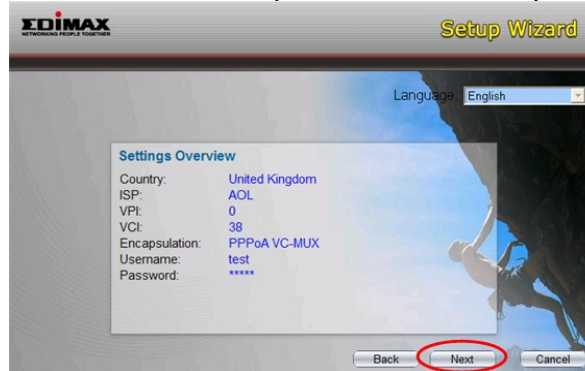 EDIMAX
NETWORKING PEOPLE TOGETHER
Setup Wizard
Language: English
Settings Overview
Country: United Kingdom
ISP: AOL
VPI: 0
VCI: 38
Encapsulation: PPPoA VC-MUX
Username: test
Password: *****
Back Next Cancel